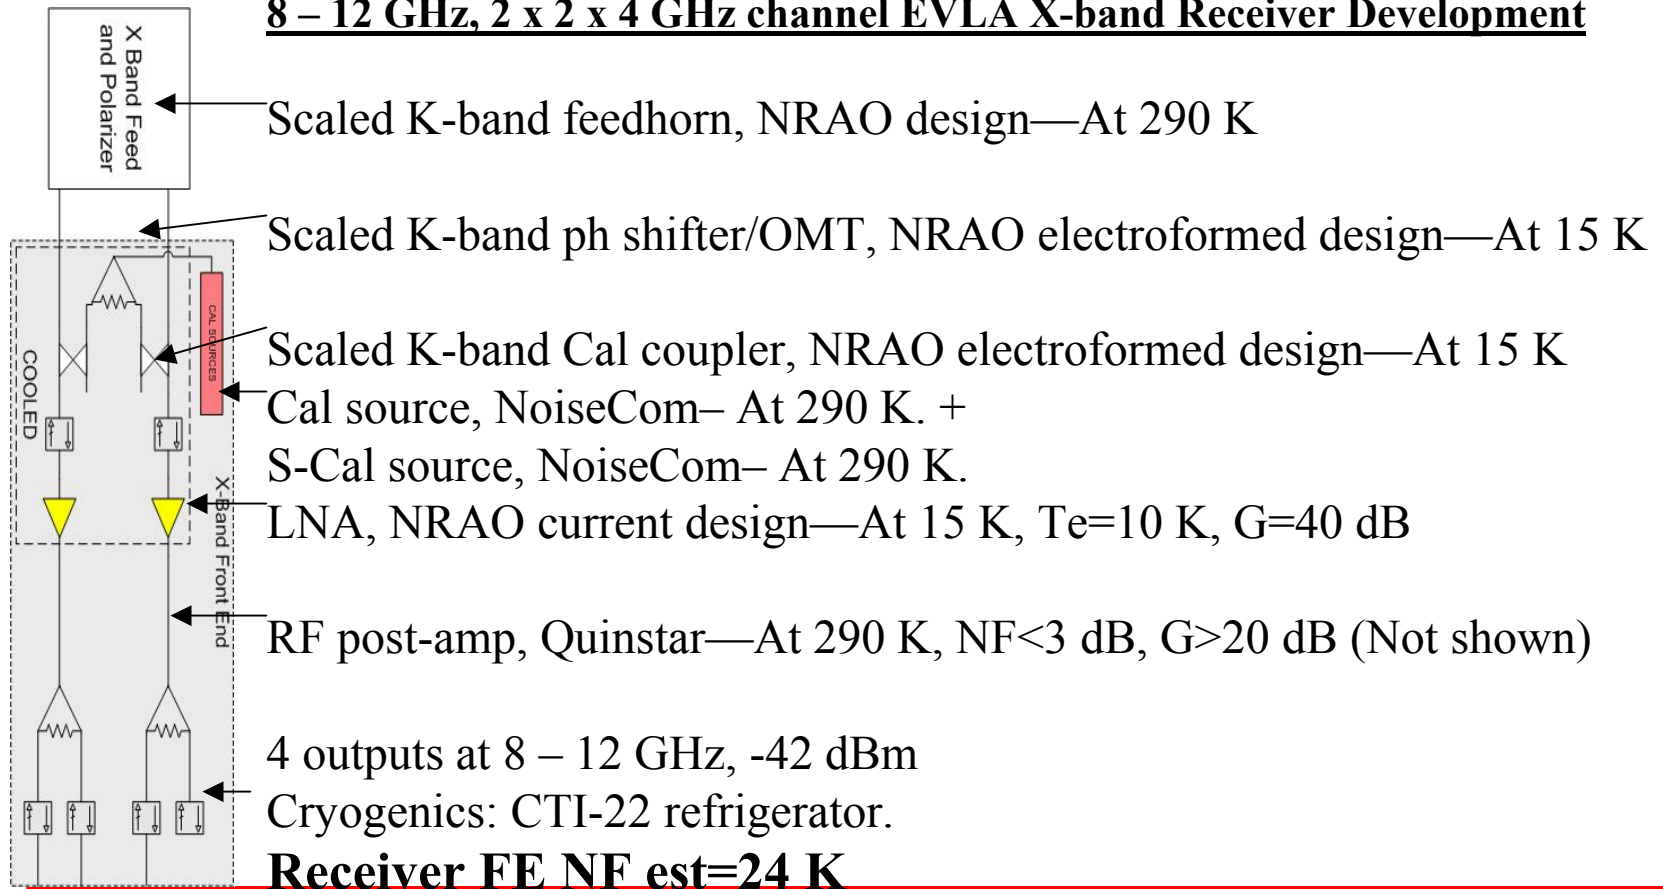 8 – 12 GHz, 2 x 2 x 4 GHz channel EVLA X-band Receiver Development
X Band Feed
and Polarizer
Scaled K-band feedhorn, NRAO design—At 290 K
Scaled K-band ph shifter/OMT, NRAO electroformed design—At 15 K
CAL SOURCES
COOLED
Scaled K-band Cal coupler, NRAO electroformed design—At 15 K
Cal source, NoiseCom– At 290 K. +
S-Cal source, NoiseCom– At 290 K.
X-Band Front End
LNA, NRAO current design—At 15 K, Te=10 K, G=40 dB
RF post-amp, Quinstar—At 290 K, NF<3 dB, G>20 dB (Not shown)
4 outputs at 8 – 12 GHz, -42 dBm
Cryogenics: CTI-22 refrigerator.
Receiver FE NF est=24 K